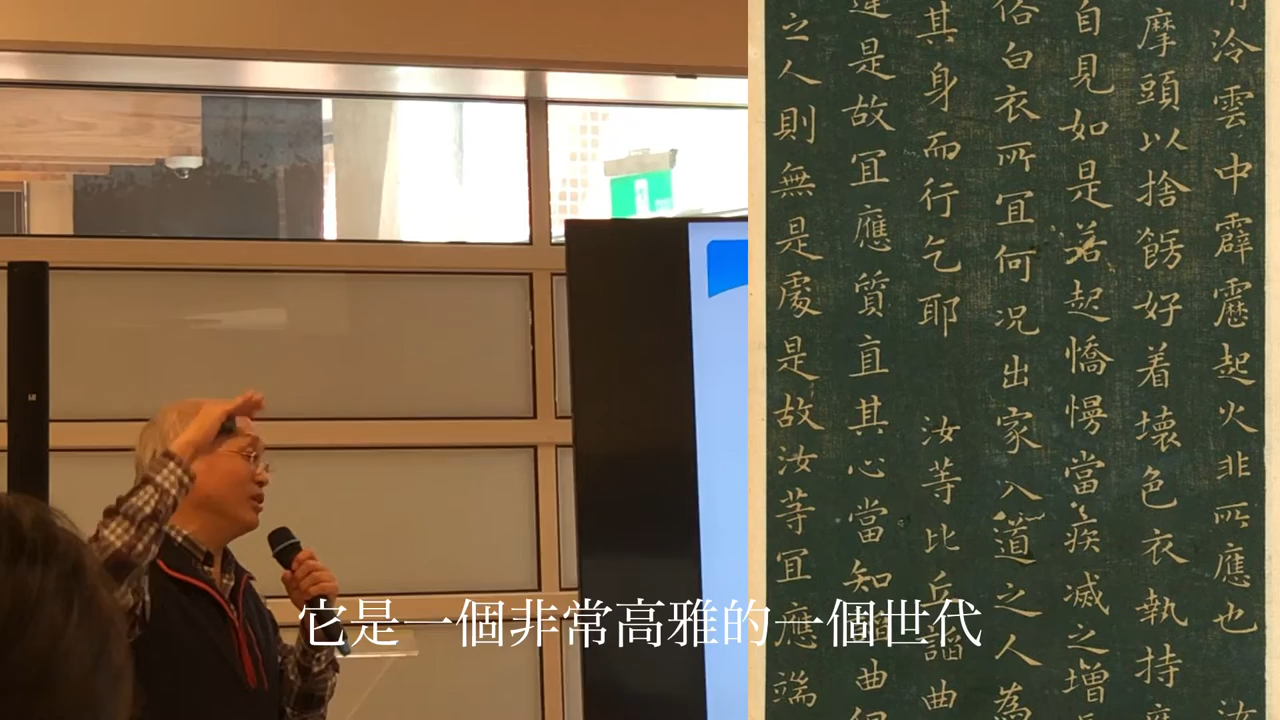 泠雲中霹靂起火非所應也
摩頭以捨餝好着壞色衣執持
自見如是若起憍慢當疾滅之增
俗白衣所宜何況出家入道之人為
其身而行乞耶 汝等比丘諂曲
違是故宜應質直其心當知諂曲
之人則無是處是故汝等宜應端
它是一個非常高雅的一個世代